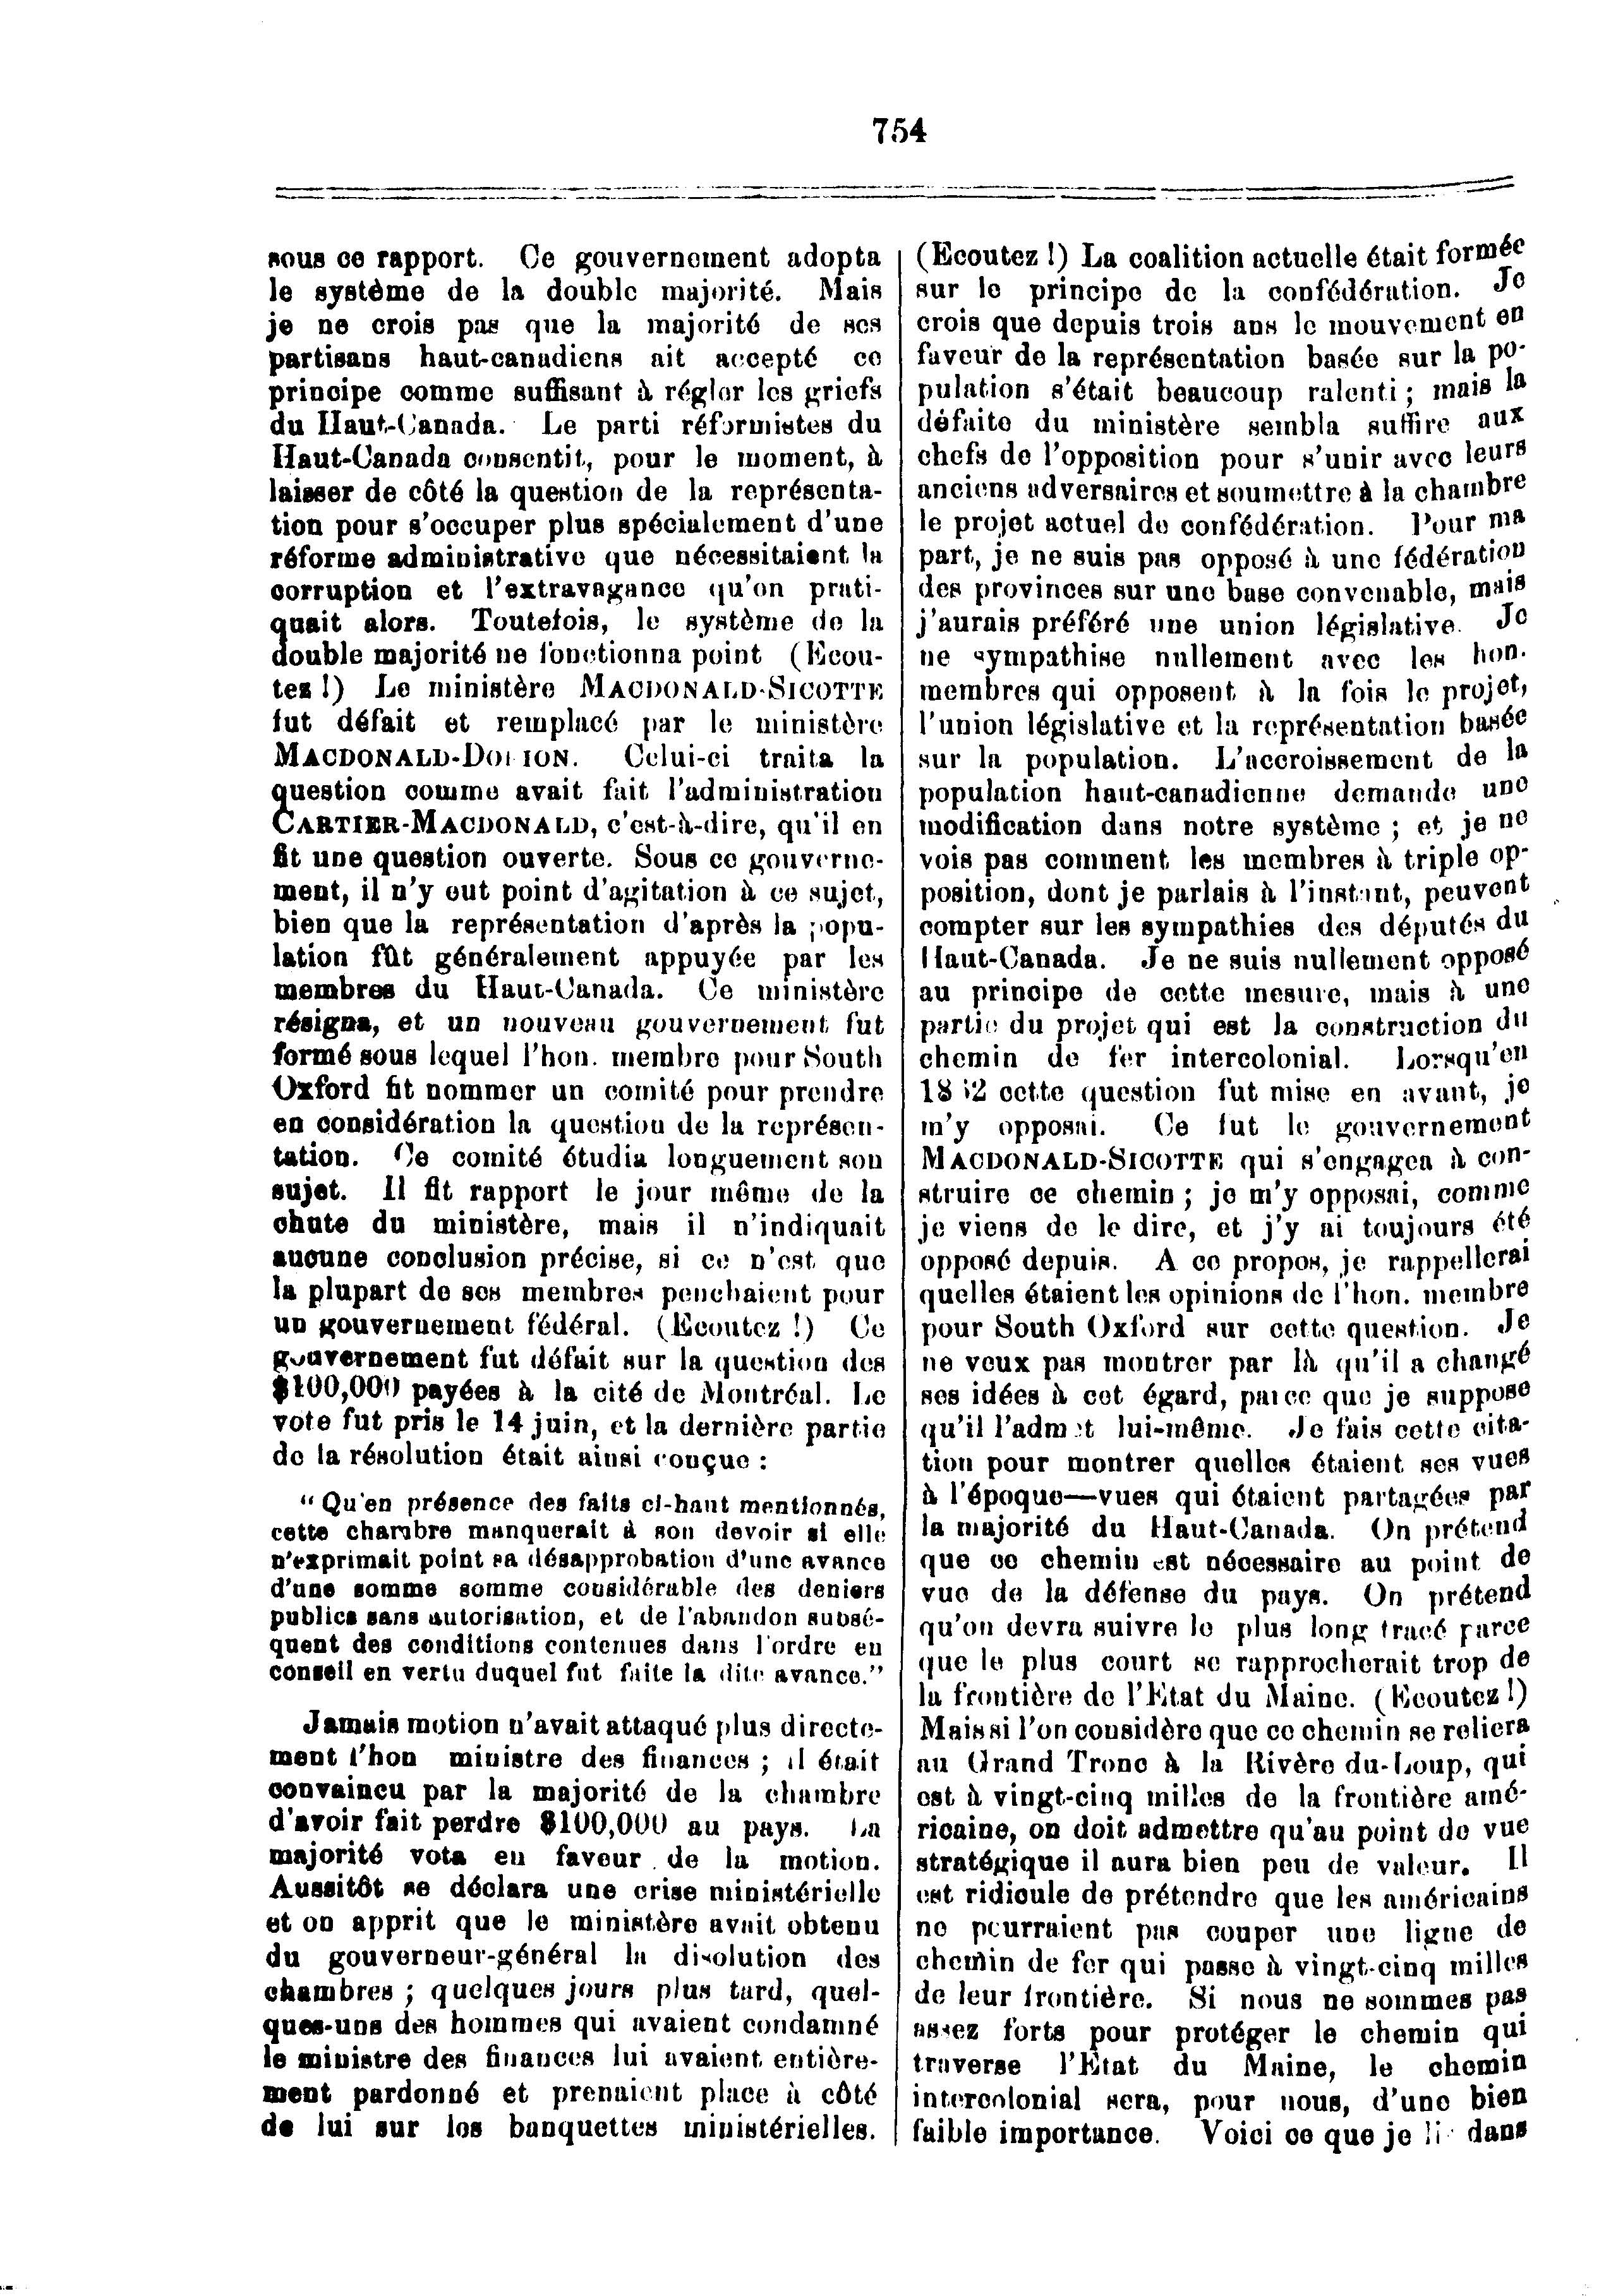 754
sous ce rapport. Ce gouvernement adopta
le système de la double majorité. Mais
je ne crois pas que la majorité de ses
partisans haut-canadiens ait accepté ce
principe comme suffisant à régler les griefs
du Haut-Canada. Le parti réformistes du
Haut-Canada consentit, pour le moment, à
laisser de côté la question de la représenta-
tion pour s'occuper plus spécialement d'une
réforme administrative que nécessitaient la
corruption et l'extravagance qu'on prati-
quait alors. Toutefois, le système de la
double majorité ne fonctionna point (Ecou-
tez !) Le ministère MACDONALD-SICOTTE
fut défait et remplacé par le ministère
MACDONALD-DORION. Celui-ci traita la
question comme avait fait l'administration
CARTIER-MACDONALD, c'est-à-dire, qu'il en
fit une question ouverte. Sous ce gouverne-
ment, il n'y eut point d'agitation à ce sujet,
bien que la représentation d'après la popu-
lation fût généralement appuyée par les
membres du Haut-Canada. Ce ministère
résigna, et un nouveau gouvernement fut
formé sous lequel l'hon. membre pour South
Oxford fit nommer un comité pour prendre
en considération la question de la représen-
tation. Ce comité étudia longuement son
sujet. Il fit rapport le jour même de la
chute du ministère, mais il n'indiquait
aucune conclusion précise, si ce n'est que
la plupart de ses membres penchaient pour
un gouvernement fédéral. (Ecoutez !) Ce
gouvernement fut défait sur la question des
$100,000 payées à la cité de Montréal. Le
vote fut pris le 14 juin, et la dernière partie
de la résolution était ainsi conçue :
“ Qu'en présence des faits ci-haut mentionnés,
cette chambre manquerait à son devoir si elle
n'exprimait point sa désapprobation d'une avance
d'une somme somme considérable des deniers
publics sans autorisation, et de l'abandon subsé-
quent des conditions contenues dans l'ordre en
conseil en vertu duquel fut faite la dite avance.”
Jamais motion n'avait attaqué plus directe-
ment l'hon ministre des finances ; il était
convaincu par la majorité de la chambre
d'avoir fait perdre $100,000 au pays. La
majorité vota en faveur de la motion.
Aussitôt se déclara une crise ministérielle
et on apprit que le ministère avait obtenu
du gouverneur-général la disolution des
chambres ; quelques jours plus tard, quel-
ques-uns des hommes qui avaient condamné
le ministre des finances lui avaient entière-
ment pardonné et prenaient place à côté
de lui sur les banquettes ministérielles.
(Ecoutez !) La coalition actuelle était formée
sur le principe de la confédération. Je
crois que depuis trois ans le mouvement en
faveur de la représentation basée sur la po-
pulation s'était beaucoup ralenti ; mais la
défaite du ministère sembla suffire aux
chefs de l'opposition pour s'unir avec leurs
anciens adversaires et soumettre à la chambre
le projet actuel de confédération. Pour ma
part, je ne suis pas opposé à une fédération
des provinces sur une base convenable, mais
j'aurais préféré une union législative. Je
ne sympathise nullement avec les hon.
membres qui opposent à la fois le projet,
l'union législative et la représentation basée
sur la population. L'accroissement de la
population haut-canadienne demande une
modification dans notre système ; et je ne
vois pas comment les membres à triple op-
position, dont je parlais à l'instant, peuvent
compter sur les sympathies des députés du
Haut-Canada. Je ne suis nullement opposé
au principe de cette mesure, mais à une
partie du projet qui est la construction du
chemin de fer intercolonial. Lorsqu'en
1862 cette question fut mise en avant, je
m'y opposai. Ce fut le gouvernement
MACDONALD-SICOTTE qui s'engagea à con-
struire ce chemin ; je m'y opposai, comme
je viens de le dire, et j'y ai toujours été
opposé depuis. A ce propos, je rappellerai
quelles étaient les opinions de l'hon. membre
pour South Oxford sur cette question. Je
ne veux pas montrer par là qu'il a changé
ses idées à cet égard, parce que je suppose
qu'il l'admet lui-même. Je fais cette cita-
tion pour montrer quelles étaient ses vues
à l'époque—vues qui étaient partagées par
la majorité du Haut-Canada. On prétend
que ce chemin est nécessaire au point de
vue de la défense du pays. On prétend
qu'on devra suivre le plus long tracé parce
que le plus court se rapprocherait trop de
la frontière de l'Etat du Maine. (Ecoutez !)
Mais si l'on considère que ce chemin se reliera
au Grand Tronc à la Rivère du-Loup, qui
est à vingt-cinq milles de la frontière amé-
ricaine, on doit admettre qu'au point de vue
stratégique il aura bien peu de valeur. Il
est ridicule de prétendre que les américains
ne pourraient pas couper une ligne de
chemin de fer qui passe à vingt-cinq milles
de leur frontière. Si nous ne sommes pas
assez forts pour protéger le chemin qui
traverse l'Etat du Maine, le chemin
intercolonial sera, pour nous, d'une bien
faible importance. Voici ce que je lis dans